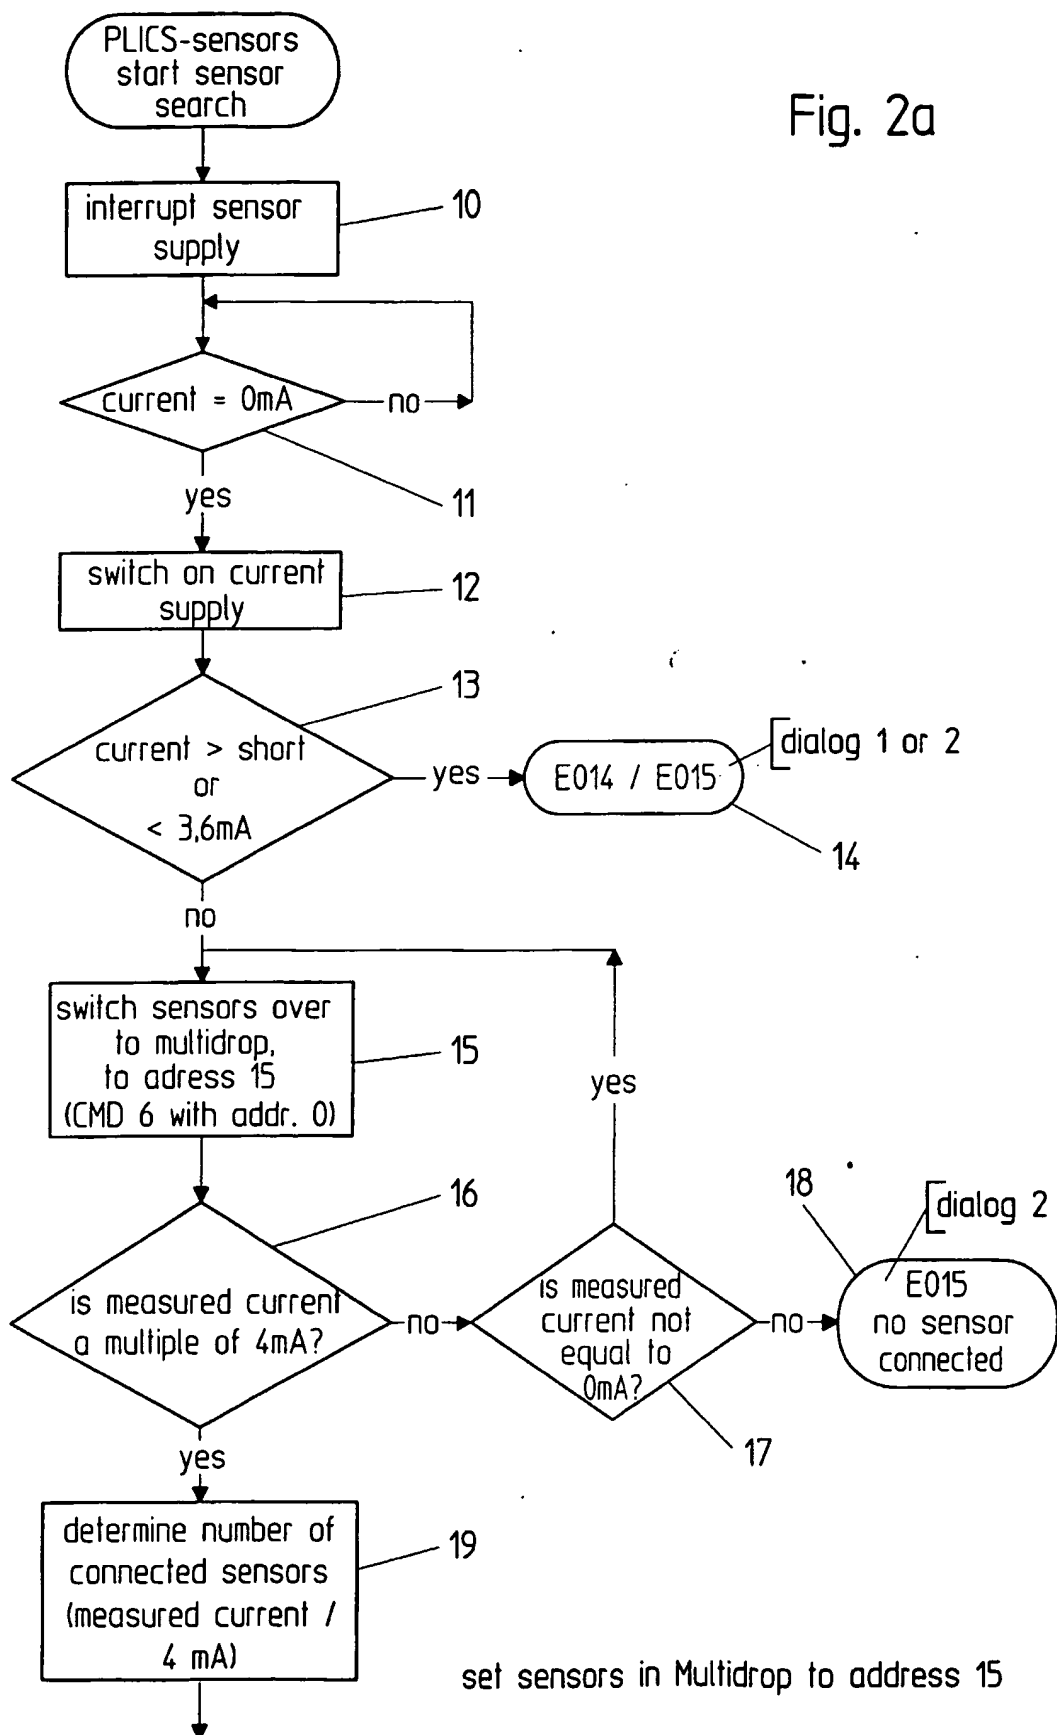 PLICS-sensors
start sensor
search
Fig. 2a
interrupt sensor
supply
10
current = 0mA
no
11
yes
switch on current
supply
12
13
current > short
or
< 3,6mA
yes
E014 / E015
dialog 1 or 2
14
no
switch sensors over
to multidrop,
to adress 15
(CMD 6 with addr. 0)
15
yes
16
is measured current
a multiple of 4mA?
no
is measured
current not
equal to
0mA?
17
no
18
dialog 2
E015
no sensor
connected
yes
determine number of
connected sensors
(measured current /
4 mA)
19
set sensors in Multidrop to address 15